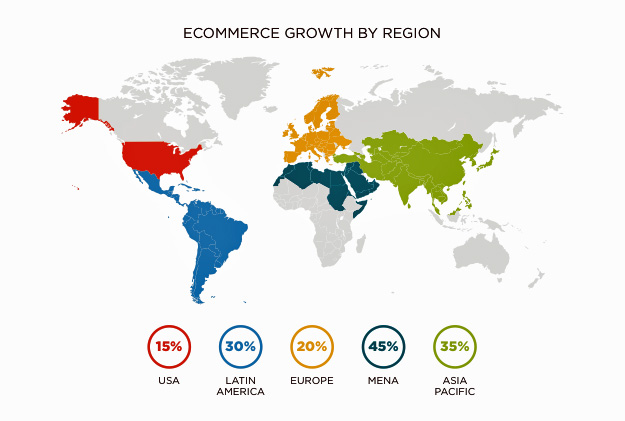 ECOMMERCE GROWTH BY REGION
15%
30%
20%
45%
35%
USA
LATIN
AMERICA
EUROPE
MENA
ASIA
PACIFIC